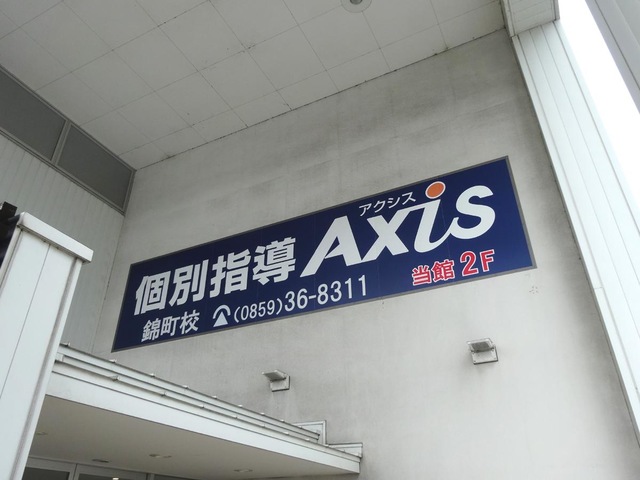 アクシス
個別指導 Axis
錦町校 ☎(0859)36-8311 当館 2F